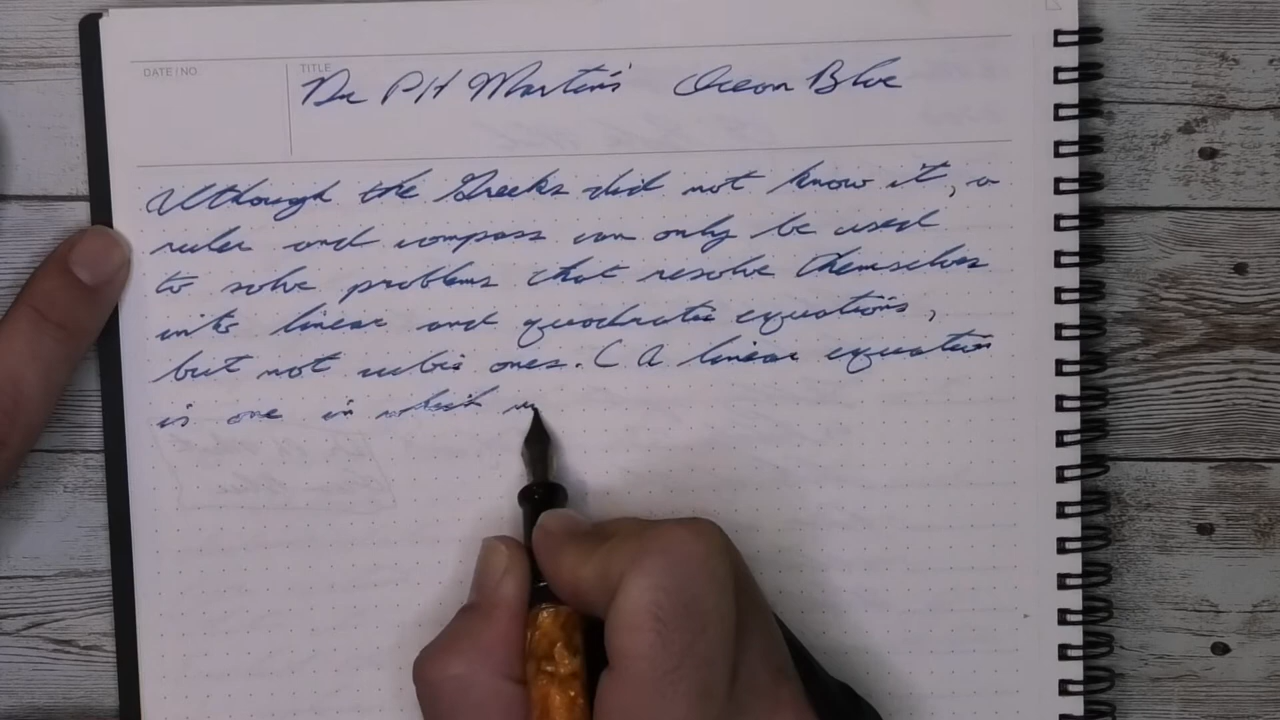 DATE/NO.
TITLE
Dr PH Martin's Ocean Blue
Although the Greeks did not know it, a
ruler and compass can only be used
to solve problems that resolve themselves
into linear and quadratic equations,
but not cubic ones. ( A linear equation
is one in which